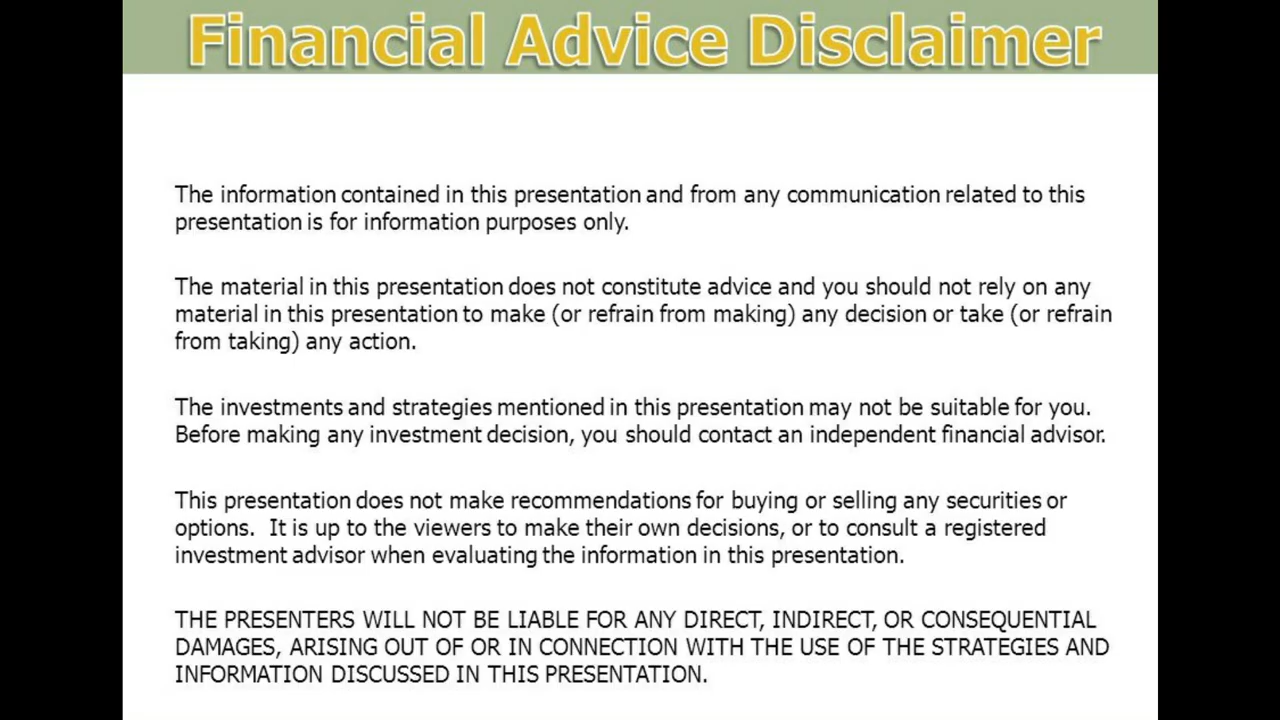 Financial Advice Disclaimer
The information contained in this presentation and from any communication related to this
presentation is for information purposes only.
The material in this presentation does not constitute advice and you should not rely on any
material in this presentation to make (or refrain from making) any decision or take (or refrain
from taking) any action.
The investments and strategies mentioned in this presentation may not be suitable for you.
Before making any investment decision, you should contact an independent financial advisor.
This presentation does not make recommendations for buying or selling any securities or
options. It is up to the viewers to make their own decisions, or to consult a registered
investment advisor when evaluating the information in this presentation.
THE PRESENTERS WILL NOT BE LIABLE FOR ANY DIRECT, INDIRECT, OR CONSEQUENTIAL
DAMAGES, ARISING OUT OF OR IN CONNECTION WITH THE USE OF THE STRATEGIES AND
INFORMATION DISCUSSED IN THIS PRESENTATION.